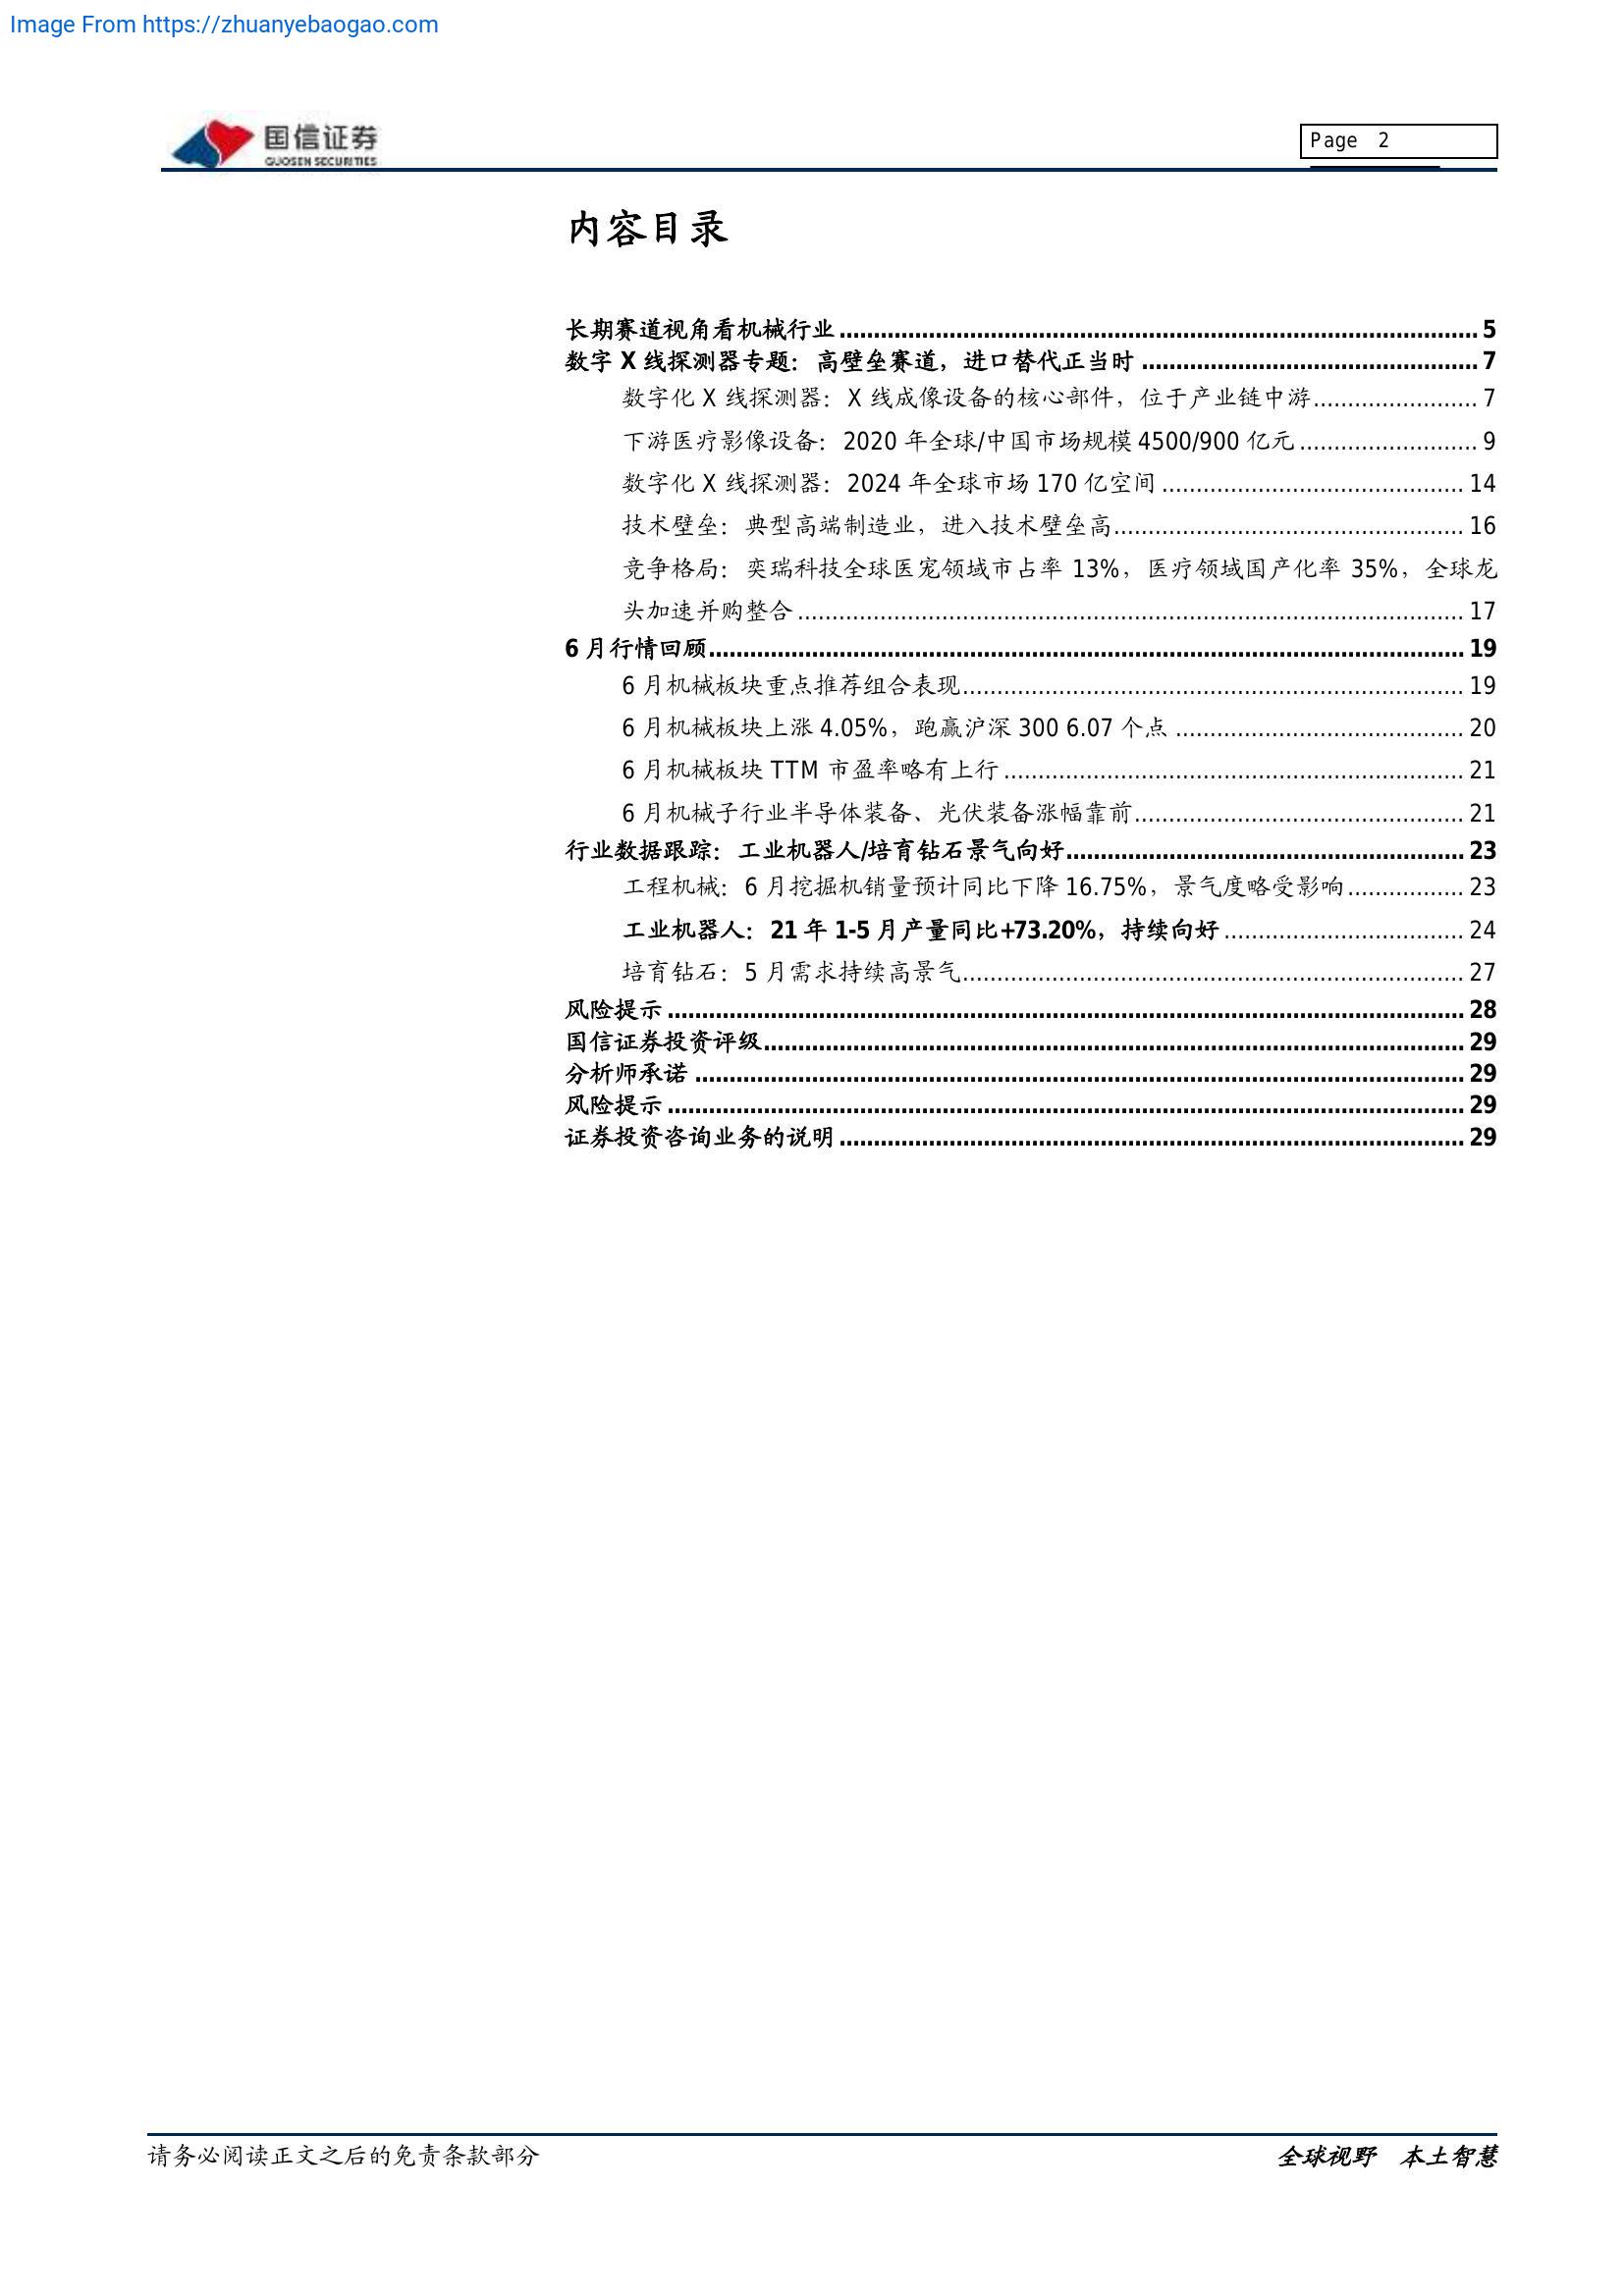 Image From https://zhuanyebaogao.com
国信证券
GUOSEN SECURITIES
Page 2
内容目录
长期赛道视角看机械行业 5
数字 X 线探测器专题：高壁垒赛道，进口替代正当时 7
数字化 X 线探测器：X 线成像设备的核心部件，位于产业链中游 7
下游医疗影像设备：2020 年全球/中国市场规模 4500/900 亿元 9
数字化 X 线探测器：2024 年全球市场 170 亿空间 14
技术壁垒：典型高端制造业，进入技术壁垒高 16
竞争格局：奕瑞科技全球医宠领域市占率 13%，医疗领域国产化率 35%，全球龙
头加速并购整合 17
6 月行情回顾 19
6 月机械板块重点推荐组合表现 19
6 月机械板块上涨 4.05%，跑赢沪深 300 6.07 个点 20
6 月机械板块 TTM 市盈率略有上行 21
6 月机械子行业半导体装备、光伏装备涨幅靠前 21
行业数据跟踪：工业机器人/培育钻石景气向好 23
工程机械：6 月挖掘机销量预计同比下降 16.75%，景气度略受影响 23
工业机器人：21 年 1-5 月产量同比+73.20%，持续向好 24
培育钻石：5 月需求持续高景气 27
风险提示 28
国信证券投资评级 29
分析师承诺 29
风险提示 29
证券投资咨询业务的说明 29
请务必阅读正文之后的免责条款部分
全球视野 本土智慧